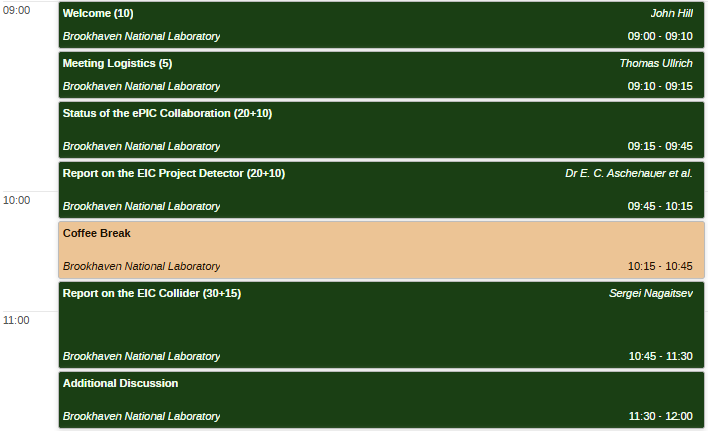 09:00
Welcome (10) John Hill
Brookhaven National Laboratory 09:00 - 09:10
Meeting Logistics (5) Thomas Ullrich
Brookhaven National Laboratory 09:10 - 09:15
Status of the ePIC Collaboration (20+10)
Brookhaven National Laboratory 09:15 - 09:45
Report on the EIC Project Detector (20+10) Dr E. C. Aschenauer et al.
10:00
Brookhaven National Laboratory 09:45 - 10:15
Coffee Break
Brookhaven National Laboratory 10:15 - 10:45
Report on the EIC Collider (30+15) Sergei Nagaitsev
11:00
Brookhaven National Laboratory 10:45 - 11:30
Additional Discussion
Brookhaven National Laboratory 11:30 - 12:00